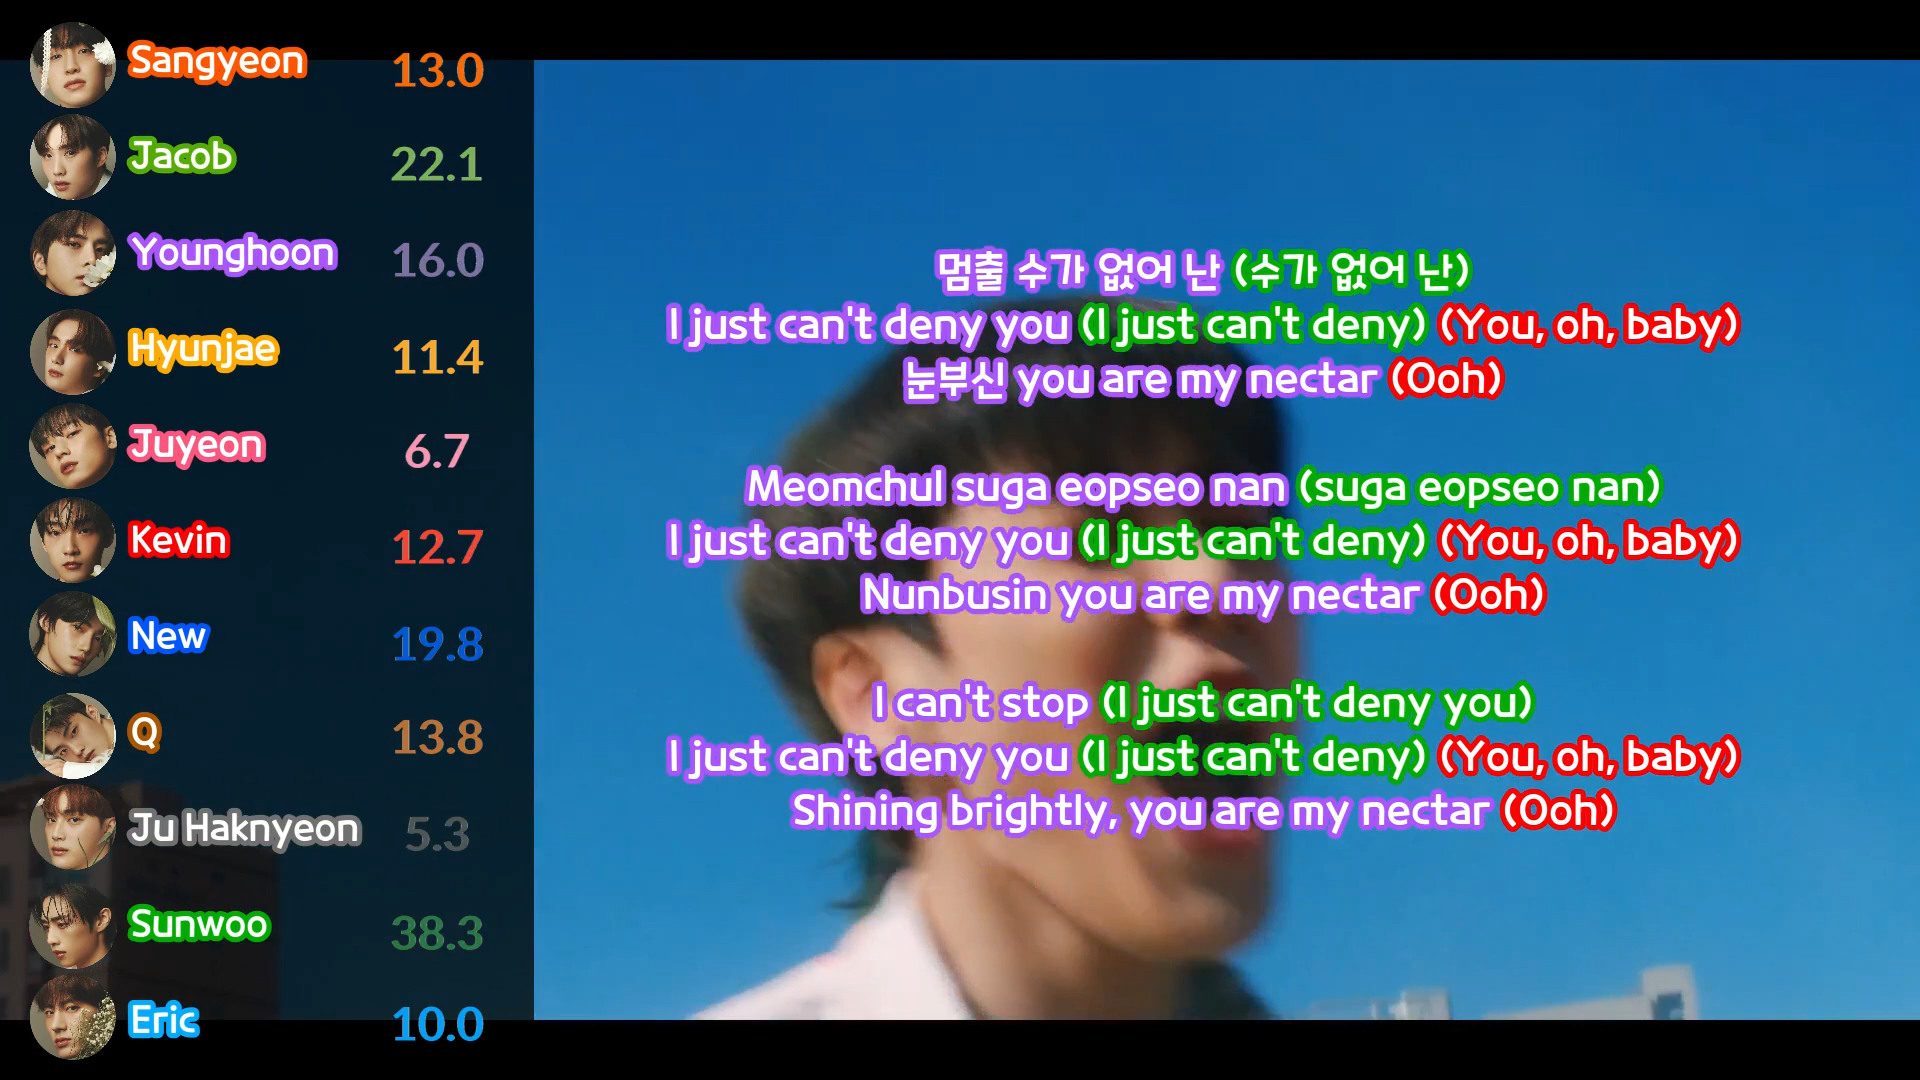 Sangyeon 13.0
Jacob 22.1
Younghoon 16.0
Hyunjae 11.4
Juyeon 6.7
Kevin 12.7
New 19.8
Q 13.8
Ju Haknyeon 5.3
Sunwoo 38.3
Eric 10.0
멈출 수가 없어 난 (수가 없어 난)
I just can't deny you (I just can't deny) (You, oh, baby)
눈부신 you are my nectar (Ooh)
Meomchul suga eopseo nan (suga eopseo nan)
I just can't deny you (I just can't deny) (You, oh, baby)
Nunbusin you are my nectar (Ooh)
I can't stop (I just can't deny you)
I just can't deny you (I just can't deny) (You, oh, baby)
Shining brightly, you are my nectar (Ooh)